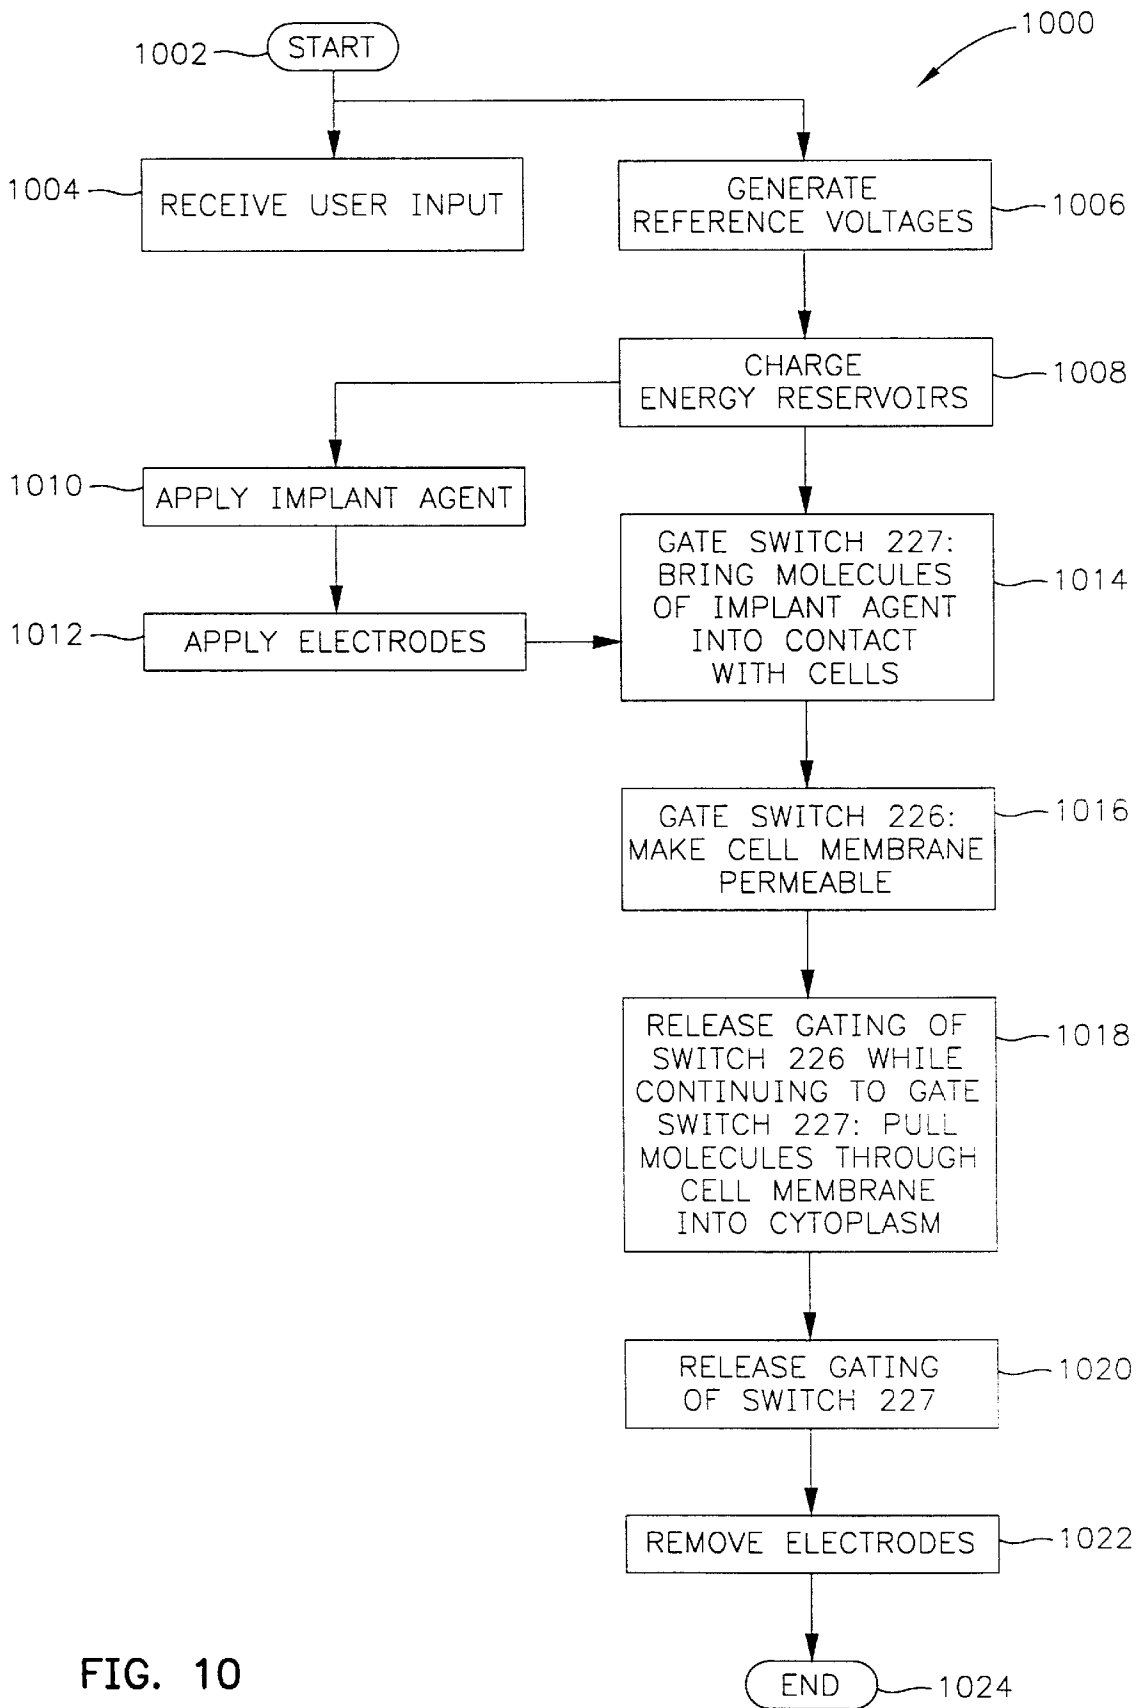 1000
1002
START
1004
RECEIVE USER INPUT
GENERATE
REFERENCE VOLTAGES
1006
CHARGE
ENERGY RESERVOIRS
1008
1010
APPLY IMPLANT AGENT
1012
APPLY ELECTRODES
GATE SWITCH 227:
BRING MOLECULES
OF IMPLANT AGENT
INTO CONTACT
WITH CELLS
1014
GATE SWITCH 226:
MAKE CELL MEMBRANE
PERMEABLE
1016
RELEASE GATING OF
SWITCH 226 WHILE
CONTINUING TO GATE
SWITCH 227: PULL
MOLECULES THROUGH
CELL MEMBRANE
INTO CYTOPLASM
1018
RELEASE GATING
OF SWITCH 227
1020
REMOVE ELECTRODES
1022
END
1024
FIG. 10